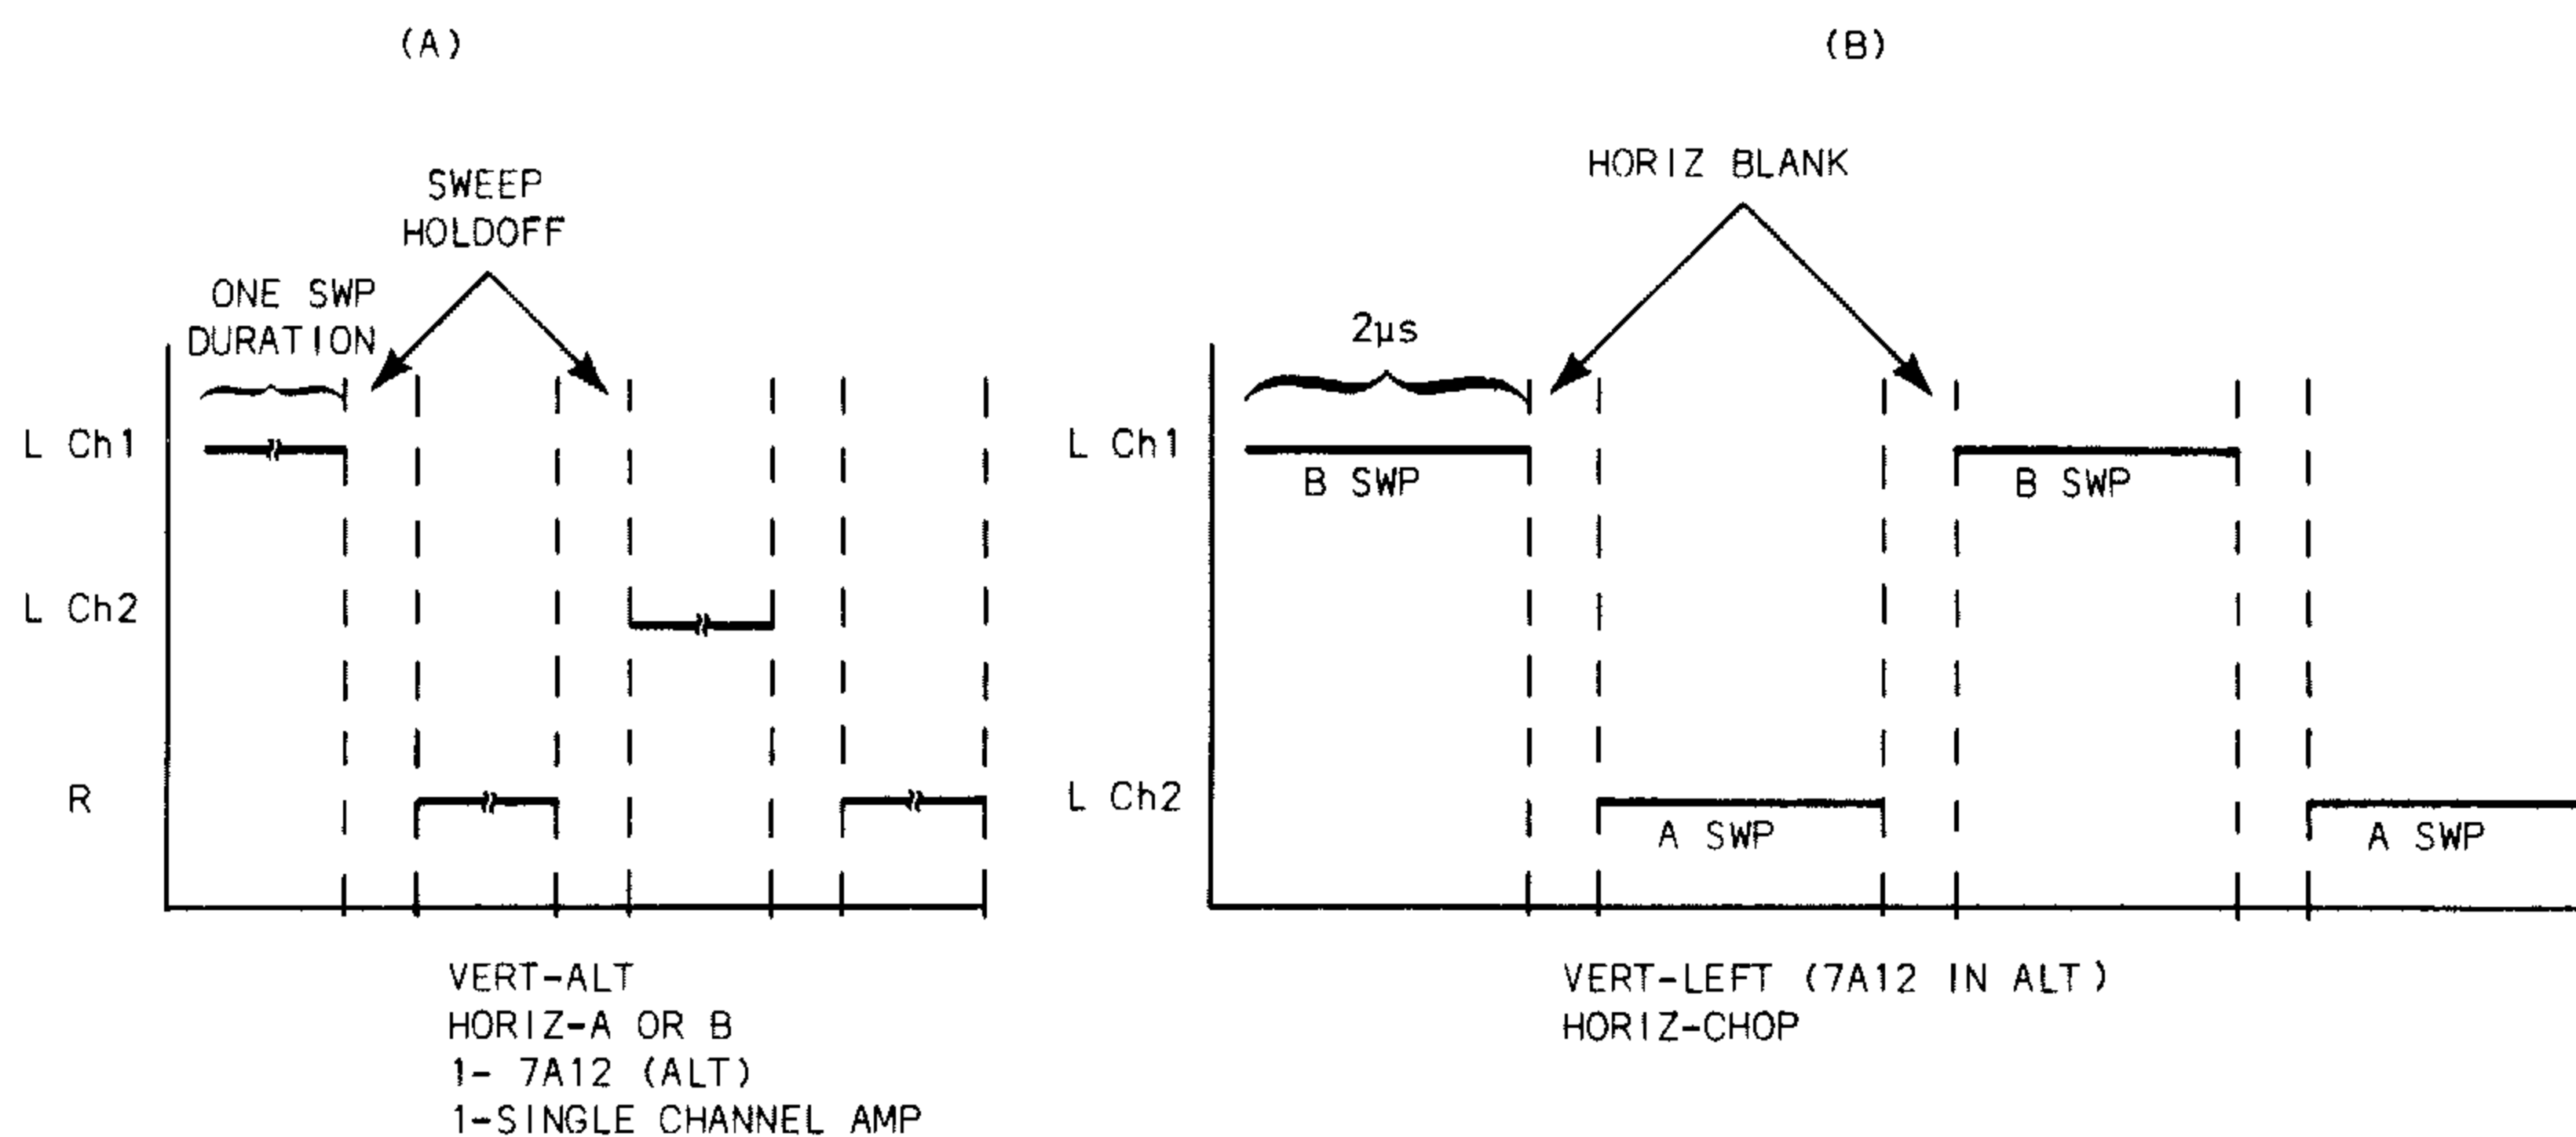 (A)
SWEEP
HOLDOFF
ONE SWP
DURATION
L Ch1
L Ch2
R
VERT-ALT
HORIZ-A OR B
1- 7A12 (ALT)
1-SINGLE CHANNEL AMP
(B)
HORIZ BLANK
2µs
L Ch1
B SWP
B SWP
L Ch2
A SWP
A SWP
VERT-LEFT (7A12 IN ALT)
HORIZ-CHOP